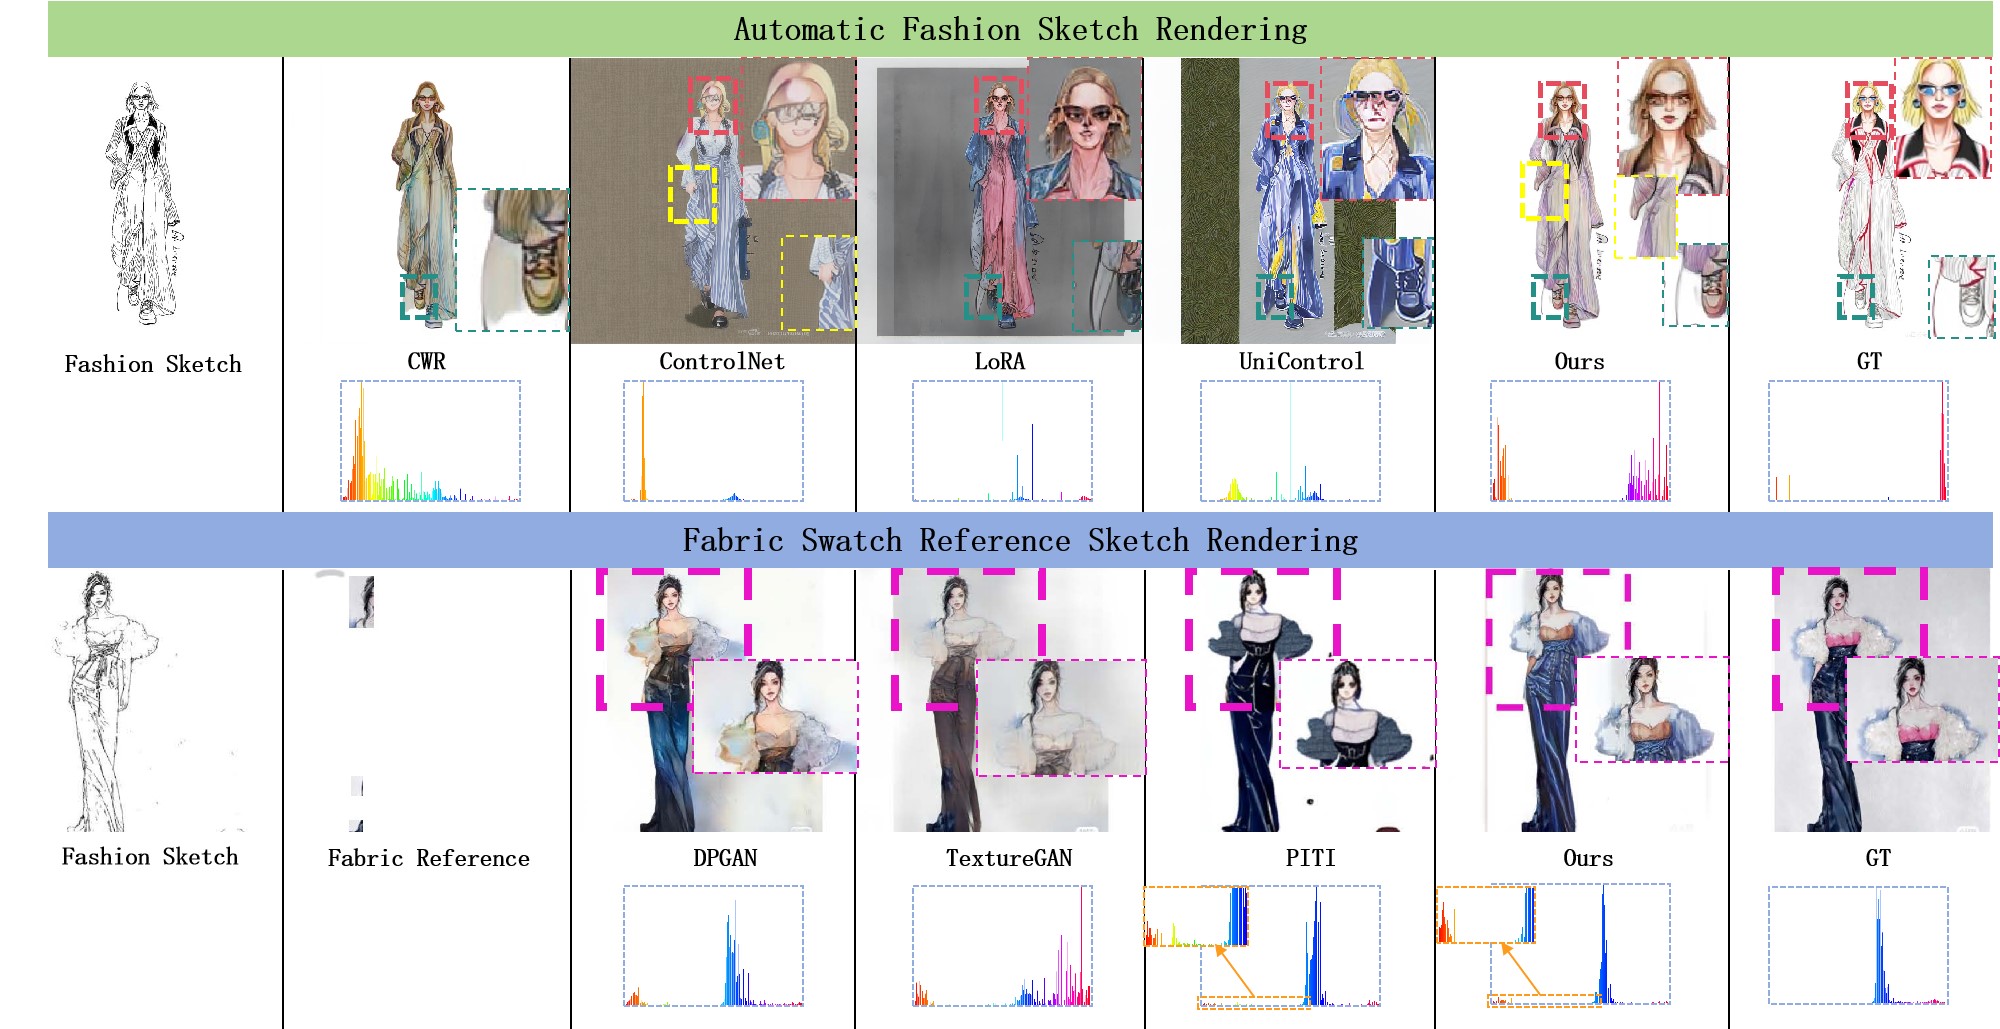 Automatic Fashion Sketch Rendering
Fashion Sketch
CWR
ControlNet
LoRA
UniControl
Ours
GT
Fabric Swatch Reference Sketch Rendering
Fashion Sketch
Fabric Reference
DPGAN
TextureGAN
PITI
Ours
GT